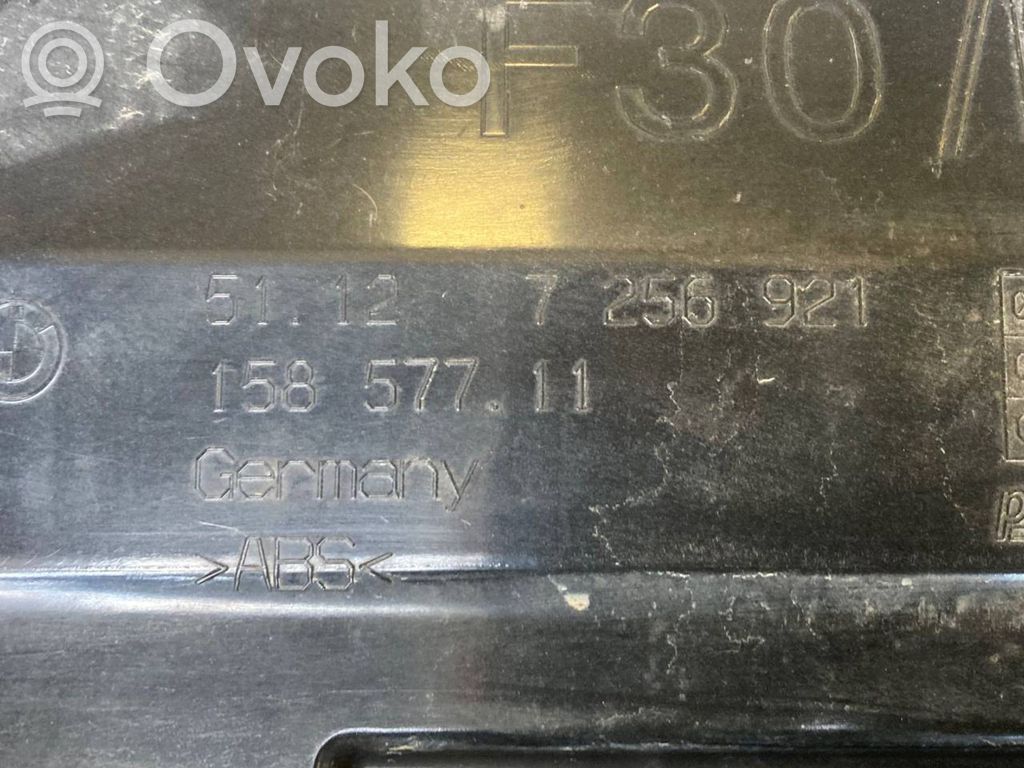 Ovoko
F30/
51.12 7 256 921
158 577.11
Germany
>ABS<